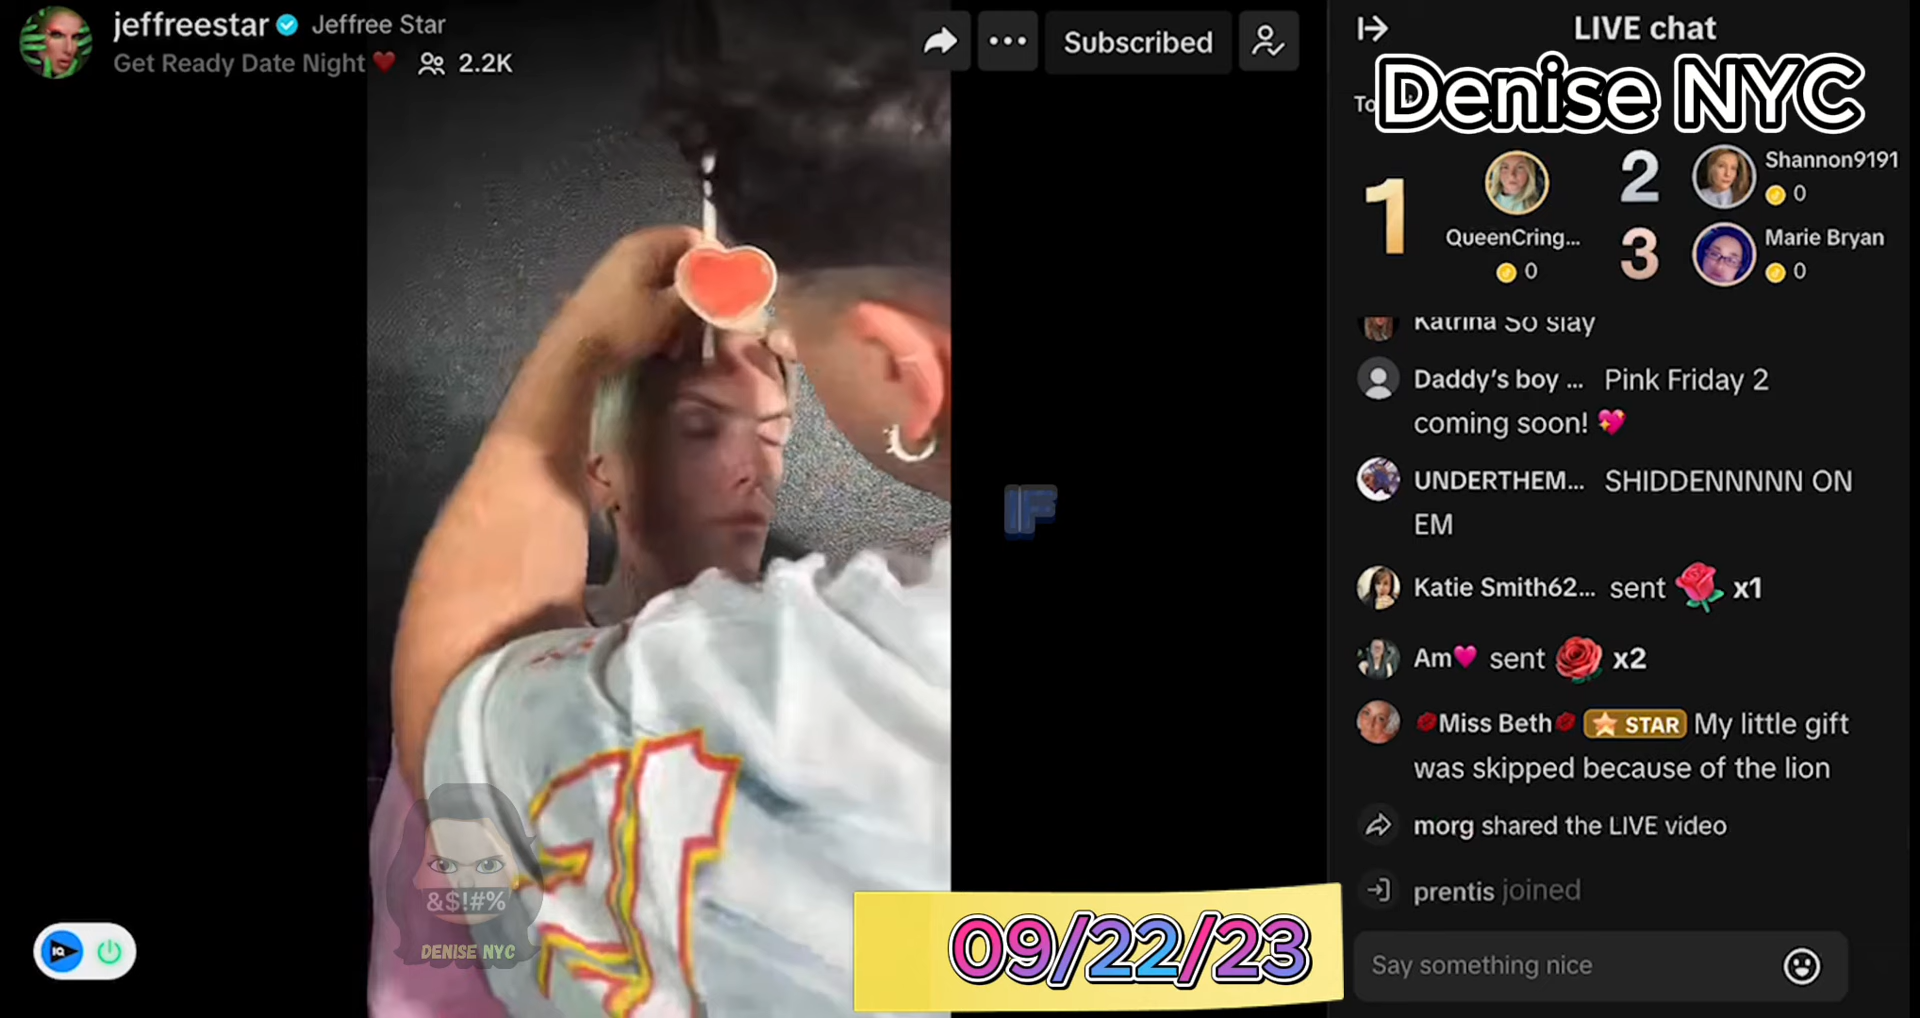 jeffreestar Jeffree Star
Get Ready Date Night 2.2K
Subscribed
LIVE chat
Denise NYC
1
QueenCring...
0
2
Shannon9191
0
3
Marie Bryan
0
Katrina So slay
Daddy’s boy ... Pink Friday 2
coming soon!
UNDERTHEM... SHIDDENNNNN ON
EM
Katie Smith62... sent x1
Am sent x2
Miss Beth STAR My little gift
was skipped because of the lion
morg shared the LIVE video
prentis joined
Say something nice
IF
&$!#%
DENISE NYC
IQ
09/22/23